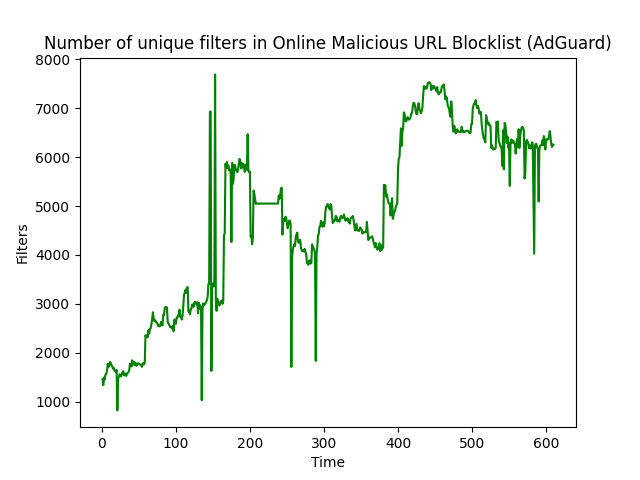 Number of unique filters in Online Malicious URL Blocklist (AdGuard)
8000
7000
6000
5000
4000
3000
2000
1000
Filters
0 100 200 300 400 500 600
Time